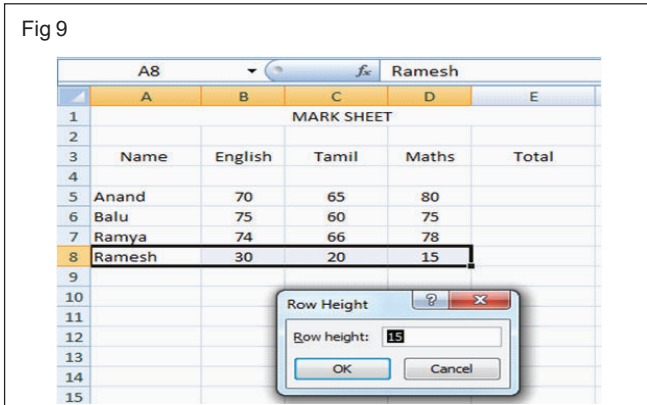 Fig 9
A8 fx Ramesh
A B C D E
1 MARK SHEET
2
3 Name English Tamil Maths Total
4
5 Anand 70 65 80
6 Balu 75 60 75
7 Ramya 74 66 78
8 Ramesh 30 20 15
9
10
11
12
13
14
15
Row Height ?
Row height: 15
OK Cancel